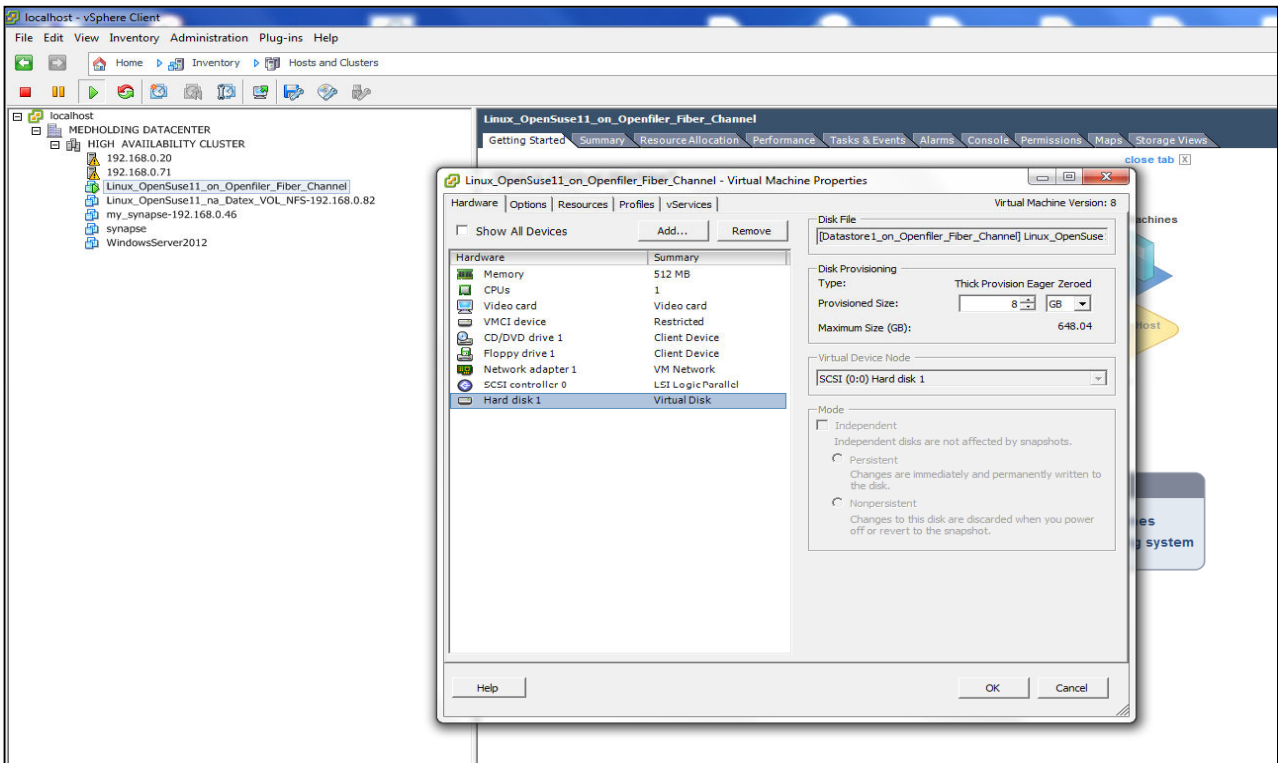 localhost - vSphere Client
File Edit View Inventory Administration Plug-ins Help
Home Inventory Hosts and Clusters
localhost
MEDHOLDING DATACENTER
HIGH AVAIILABILITY CLUSTER
192.168.0.20
192.168.0.71
Linux_OpenSuse11_on_Openfiler_Fiber_Channel
Linux_OpenSuse11_na_Datex_VOL_NFS-192.168.0.82
my_synapse-192.168.0.46
synapse
WindowsServer2012
Linux_OpenSuse11_on_Openfiler_Fiber_Channel
Getting Started Summary Resource Allocation Performance Tasks & Events Alarms Console Permissions Maps Storage Views
close tab X
Linux_OpenSuse11_on_Openfiler_Fiber_Channel - Virtual Machine Properties
Hardware Options Resources Profiles vServices Virtual Machine Version: 8
Show All Devices Add... Remove
Hardware Summary
Memory 512 MB
CPUs 1
Video card Video card
VMCI device Restricted
CD/DVD drive 1 Client Device
Floppy drive 1 Client Device
Network adapter 1 VM Network
SCSI controller 0 LSI Logic Parallel
Hard disk 1 Virtual Disk
Disk File
[Datastore1_on_Openfiler_Fiber_Channel] Linux_OpenSuse
Disk Provisioning
Type: Thick Provision Eager Zeroed
Provisioned Size: 8 GB
Maximum Size (GB): 648.04
Virtual Device Node
SCSI (0:0) Hard disk 1
Mode
Independent
Independent disks are not affected by snapshots.
Persistent
Changes are immediately and permanently written to
the disk.
Nonpersistent
Changes to this disk are discarded when you power
off or revert to the snapshot.
Help OK Cancel
achines
Host
es
g system